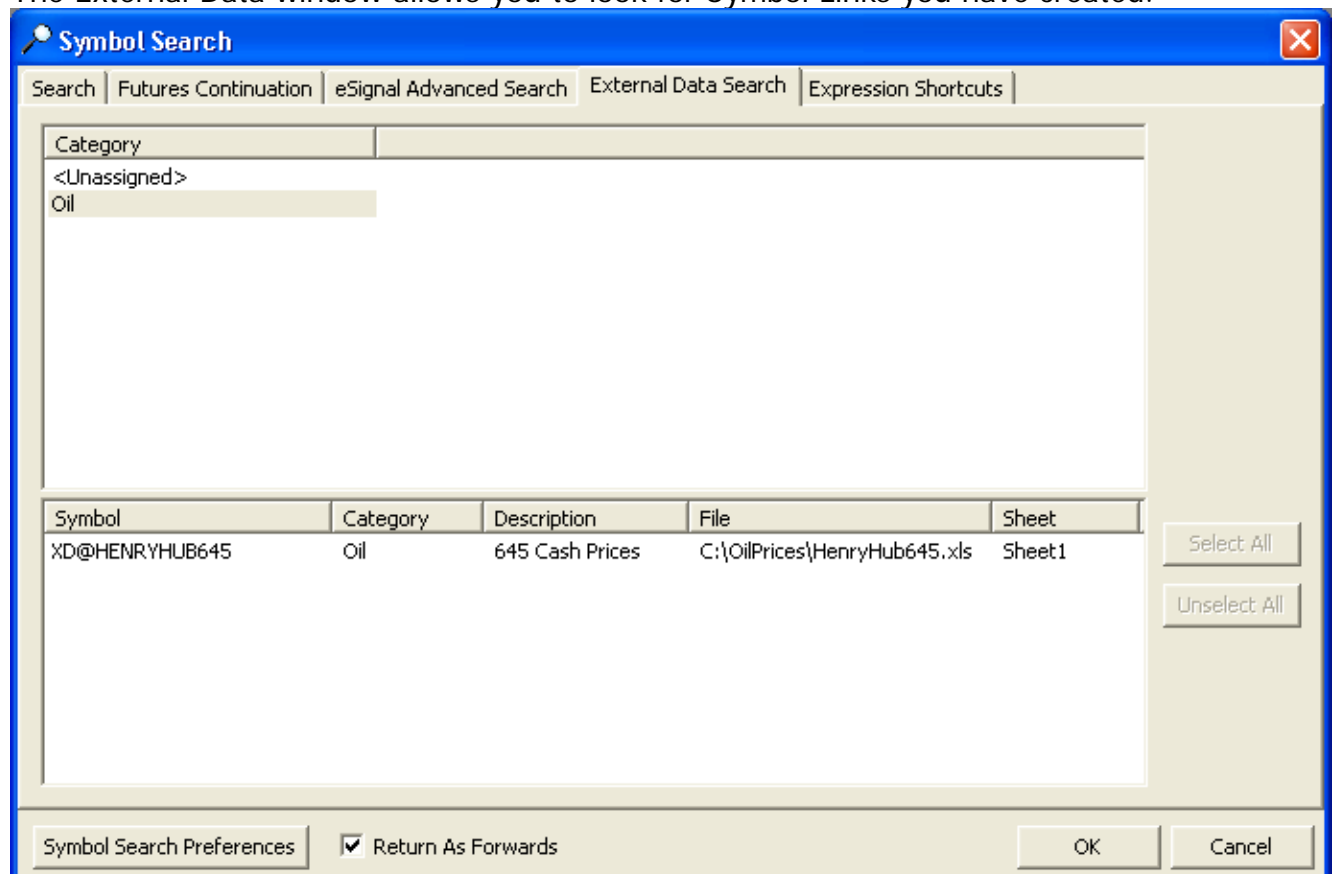 The External Data window allows you to look for Symbol Links you have created.
Symbol Search
Search Futures Continuation eSignal Advanced Search External Data Search Expression Shortcuts
Category
<Unassigned>
Oil
Symbol Category Description File Sheet
XD@HENRYHUB645 Oil 645 Cash Prices C:\OilPrices\HenryHub645.xls Sheet1
Select All
Unselect All
Symbol Search Preferences Return As Forwards OK Cancel